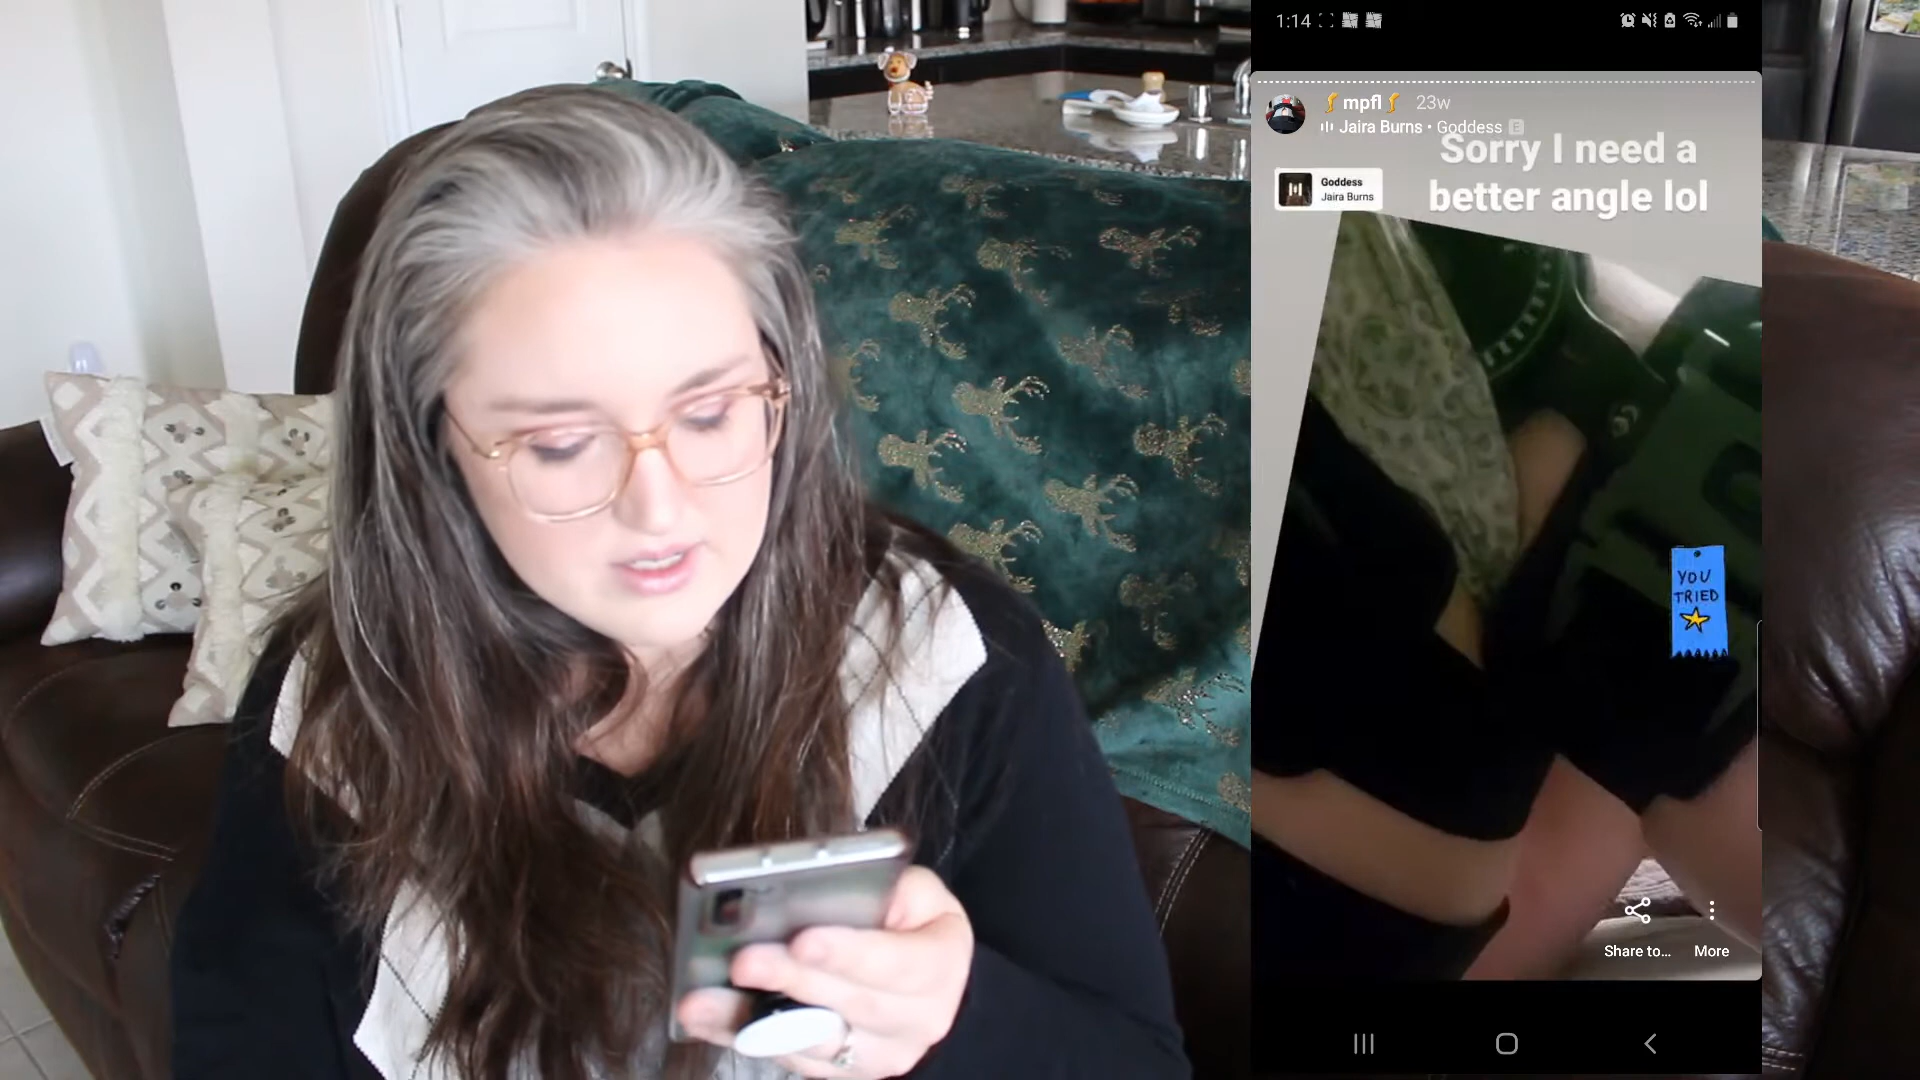 1:14
mpfl 23w
Jaira Burns • Goddess E
Sorry I need a
better angle lol
Goddess
Jaira Burns
YOU
TRIED
Share to...
More